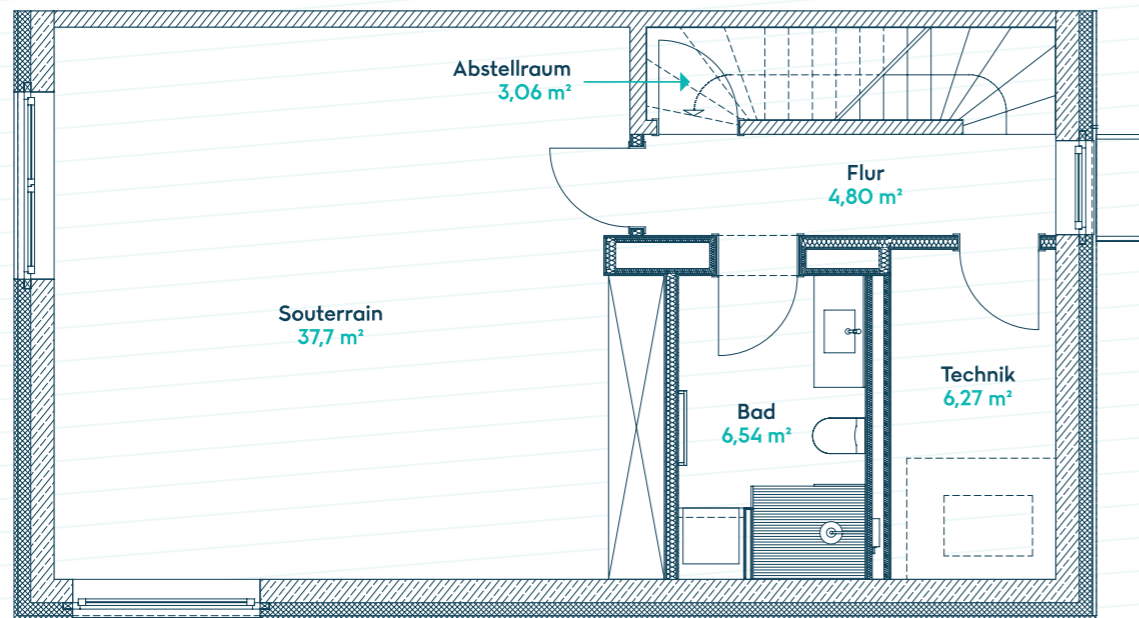 Abstellraum
3,06 m²
Flur
4,80 m²
Souterrain
37,7 m²
Technik
6,27 m²
Bad
6,54 m²